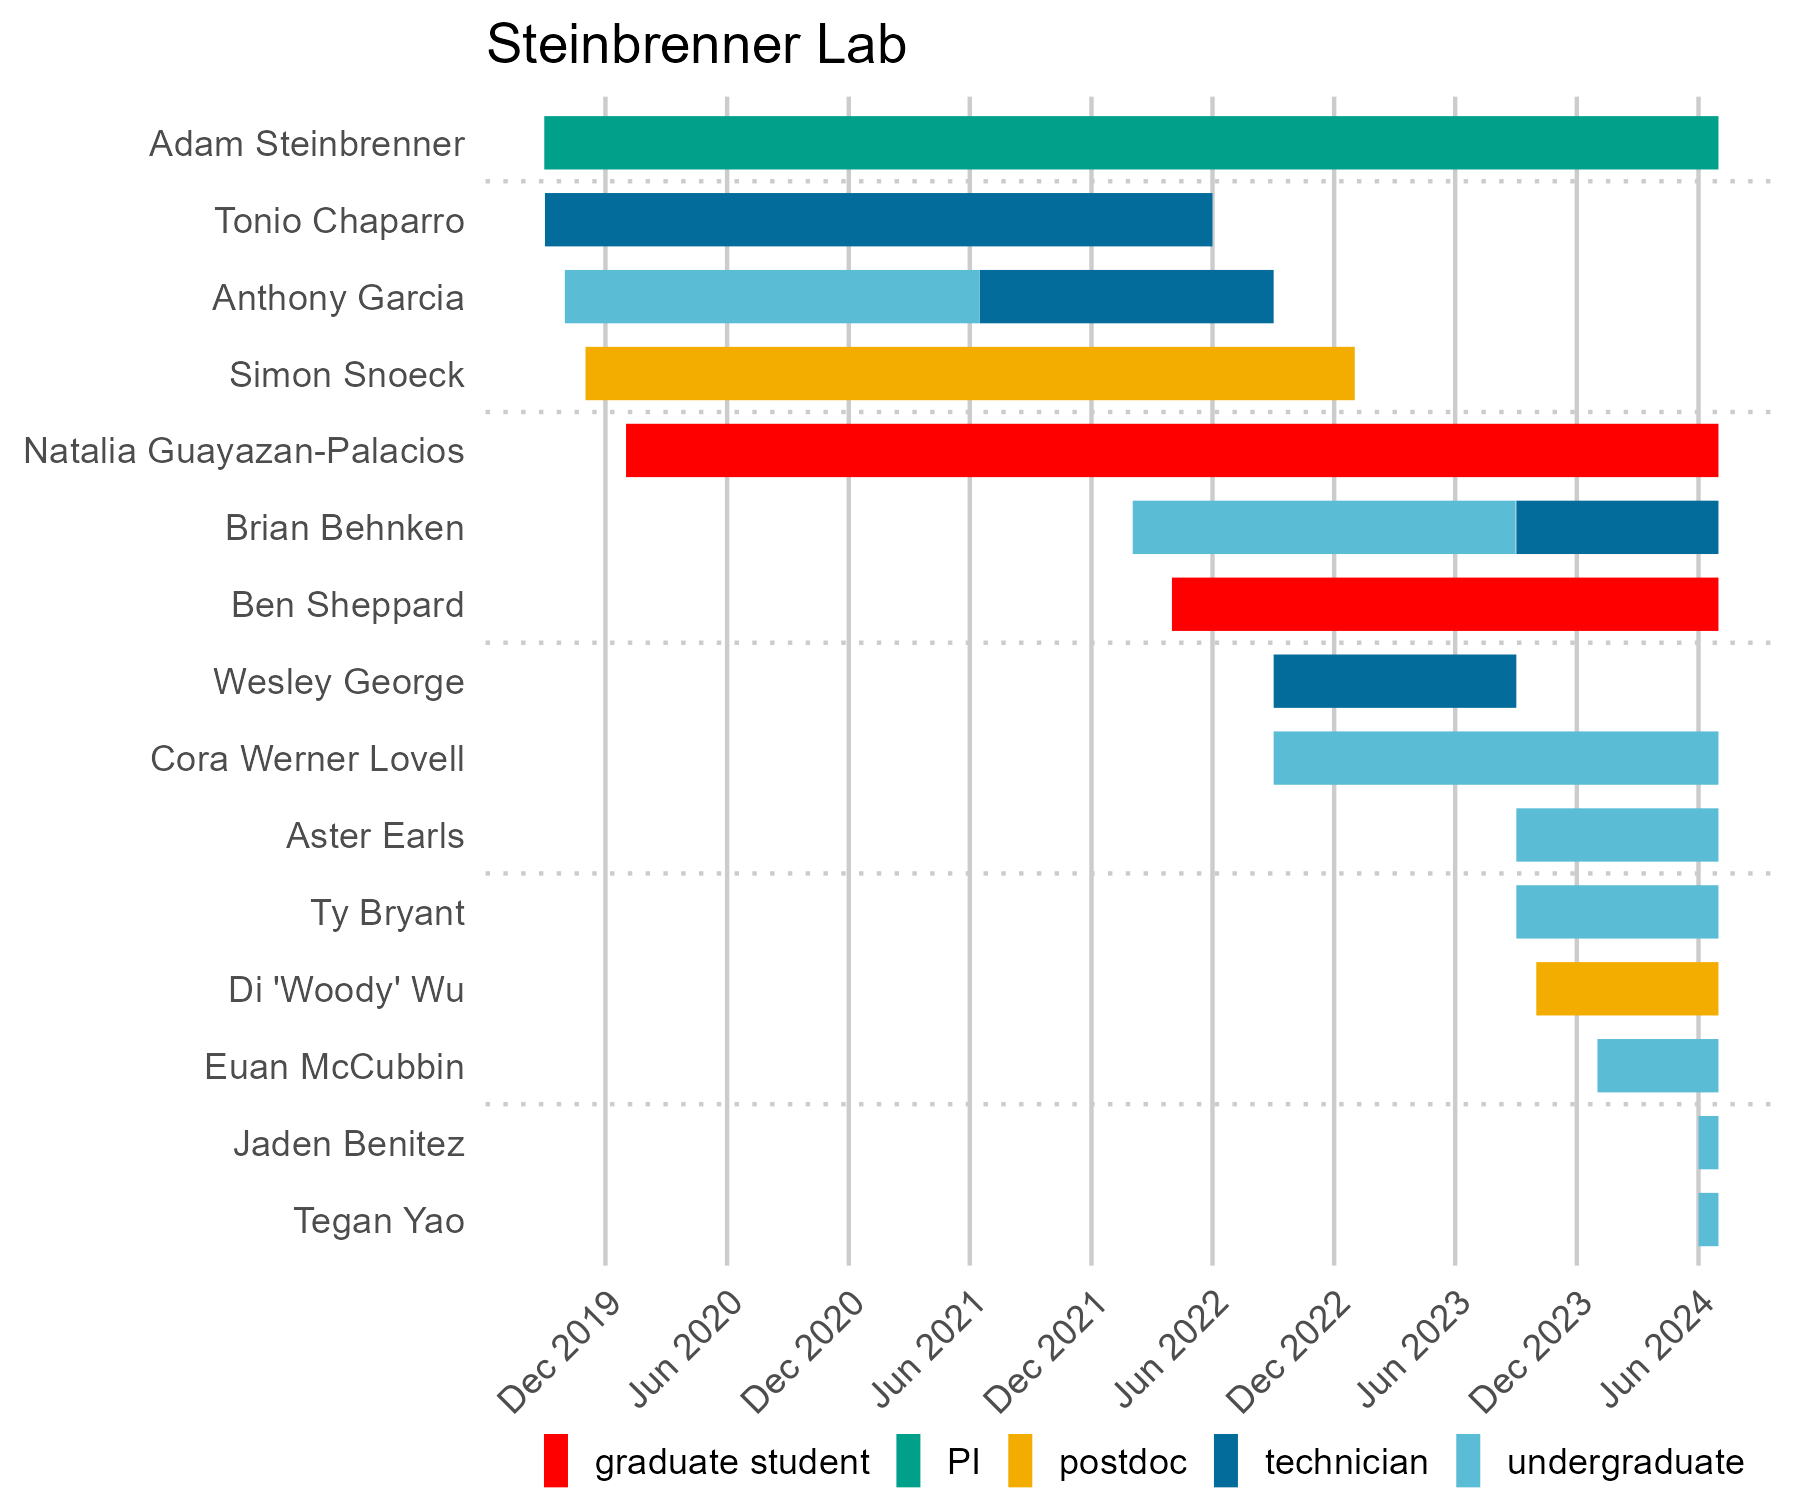 Steinbrenner Lab
Adam Steinbrenner
Tonio Chaparro
Anthony Garcia
Simon Snoeck
Natalia Guayazan-Palacios
Brian Behnken
Ben Sheppard
Wesley George
Cora Werner Lovell
Aster Earls
Ty Bryant
Di 'Woody' Wu
Euan McCubbin
Jaden Benitez
Tegan Yao
Dec 2019
Jun 2020
Dec 2020
Jun 2021
Dec 2021
Jun 2022
Dec 2022
Jun 2023
Dec 2023
Jun 2024
graduate student PI postdoc technician undergraduate